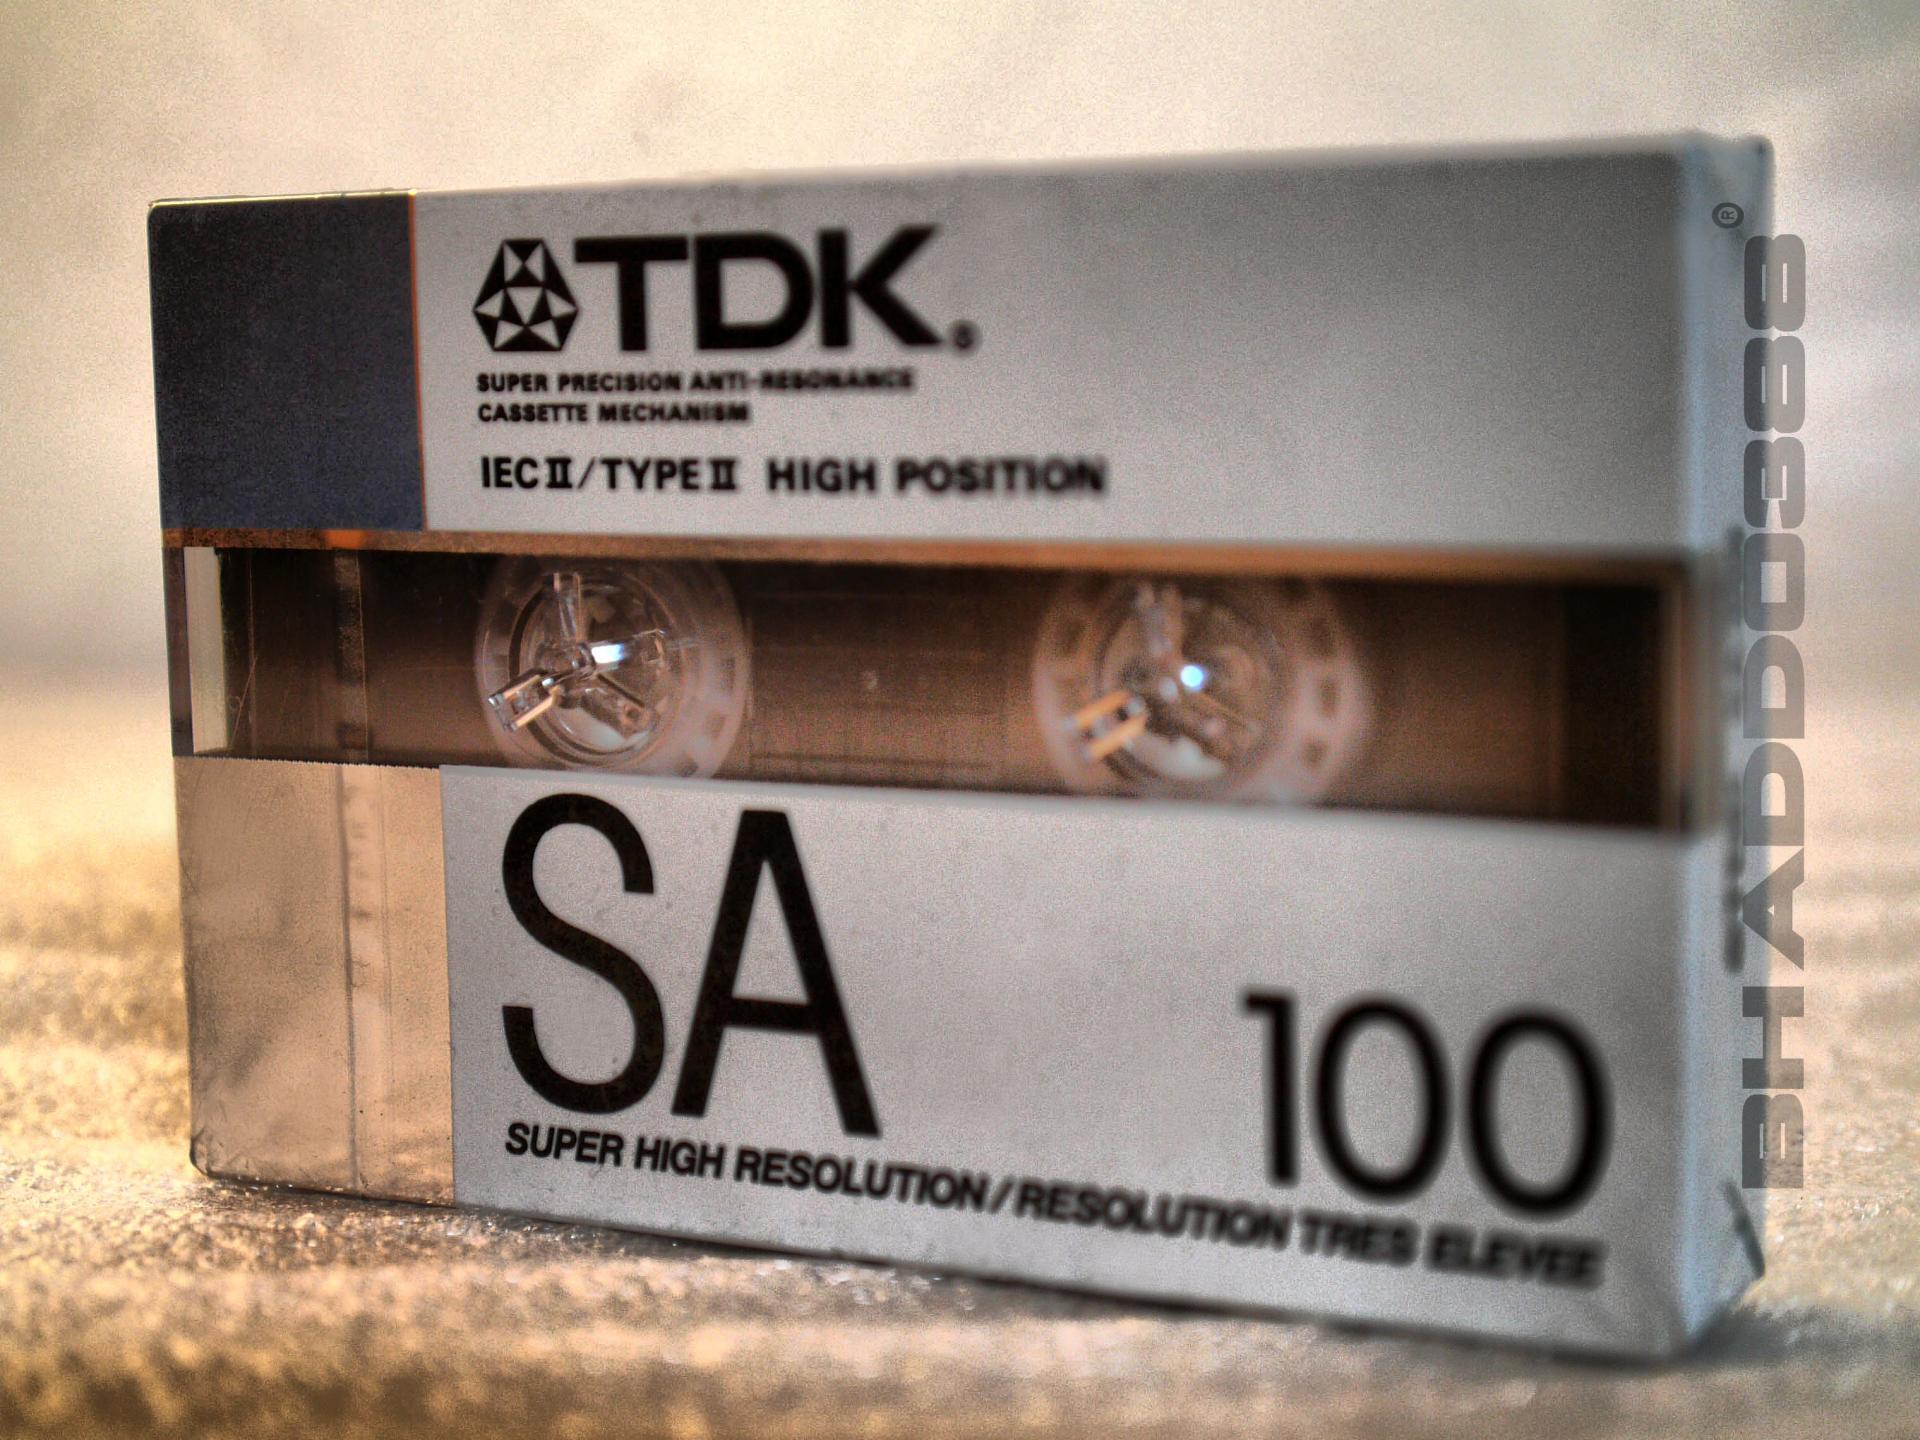 TDK®
SUPER PRECISION ANTI-RESONANCE
CASSETTE MECHANISM
IEC II/TYPE II HIGH POSITION
SA
100
SUPER HIGH RESOLUTION/RESOLUTION TRES ELEVEE
BHADD0388®